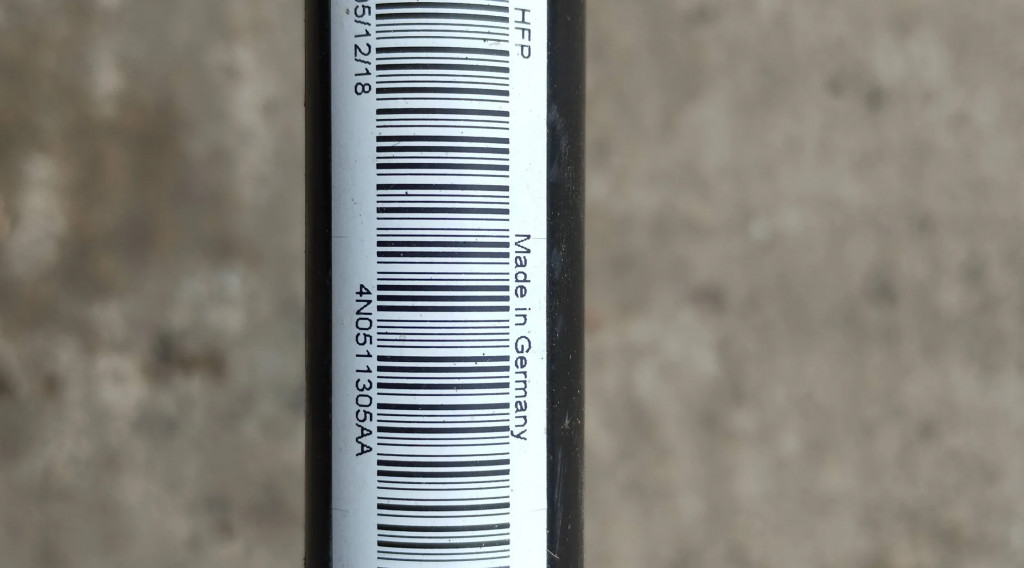 HFP
Made in Germany
05/12/18
4N0511305AA